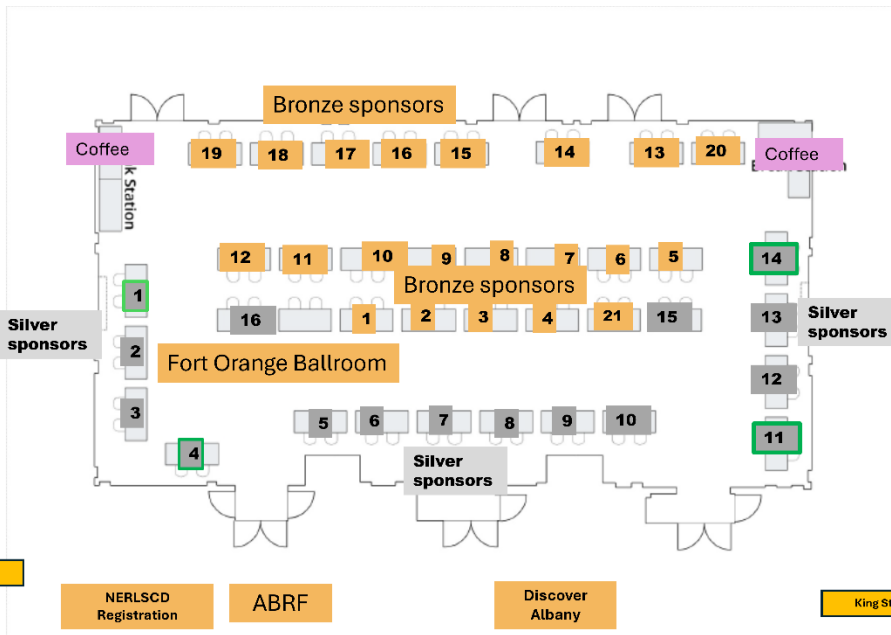 Bronze sponsors
Coffee
19
18
17
16
15
14
13
20
Coffee
k Station
12
11
10
9
8
7
6
5
14
Bronze sponsors
1
16
1
2
3
4
21
15
13
Silver
sponsors
Silver
sponsors
2
Fort Orange Ballroom
12
3
5
6
7
8
9
10
11
4
Silver
sponsors
NERLSCD
Registration
ABRF
Discover
Albany
King St